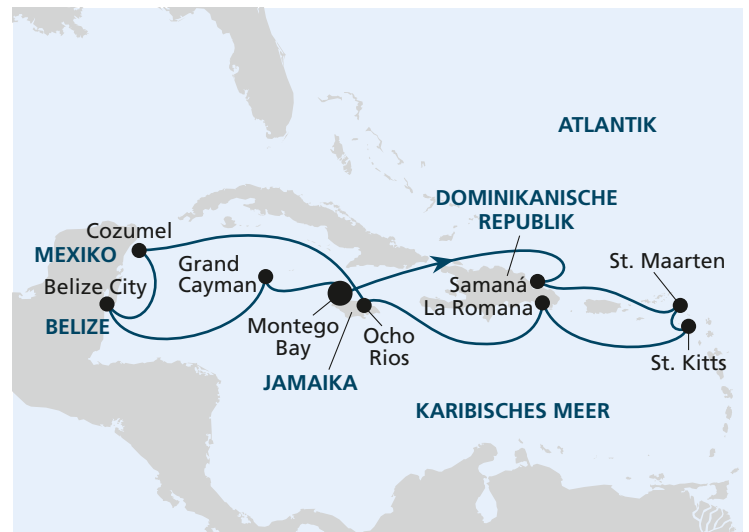 ATLANTIK
DOMINIKANISCHE
REPUBLIK
Cozumel
MEXIKO
Grand
Cayman
St. Maarten
Belize City
Samaná
La Romana
BELIZE
Montego
Bay
Ocho
Rios
St. Kitts
JAMAIKA
KARIBISCHES MEER